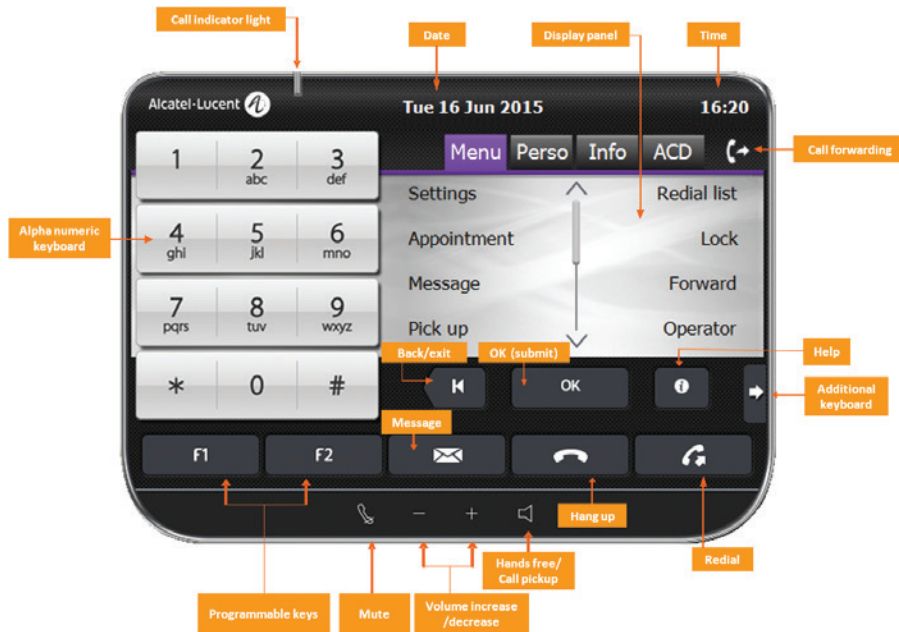 Call indicator light
Date
Display panel
Time
Alcatel·Lucent
Tue 16 Jun 2015
16:20
Menu Perso Info ACD
Call forwarding
1 2 3
abc def
Settings Redial list
Alpha numeric
keyboard
4 5 6
ghi jkl mno
Appointment Lock
Message Forward
7 8 9
pqrs tuv wxyz
Pick up Operator
Back/exit
OK (submit)
Help
* 0 #
OK
Additional
keyboard
Message
F1 F2
− +
Hang up
Redial
Hands free/
Call pickup
Programmable keys
Mute
Volume increase
/decrease